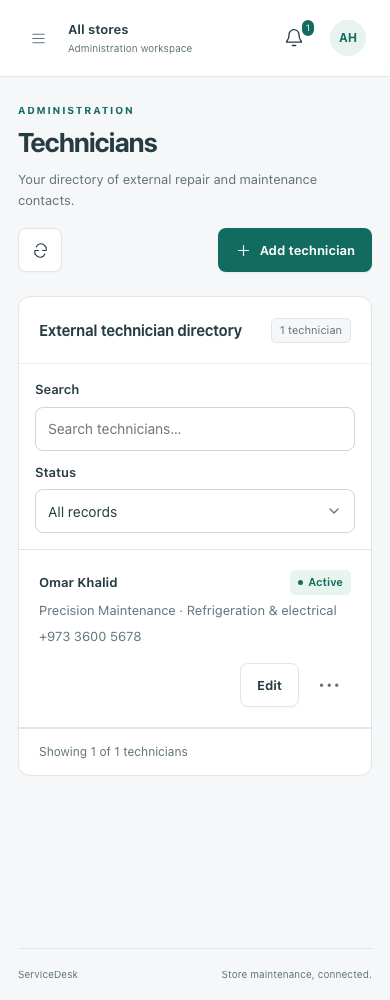 All stores
Administration workspace
1
AH
ADMINISTRATION
Technicians
Your directory of external repair and maintenance
contacts.
Add technician
External technician directory
1 technician
Search
Search technicians...
Status
All records
Omar Khalid
Active
Precision Maintenance · Refrigeration & electrical
+973 3600 5678
Edit
Showing 1 of 1 technicians
ServiceDesk
Store maintenance, connected.